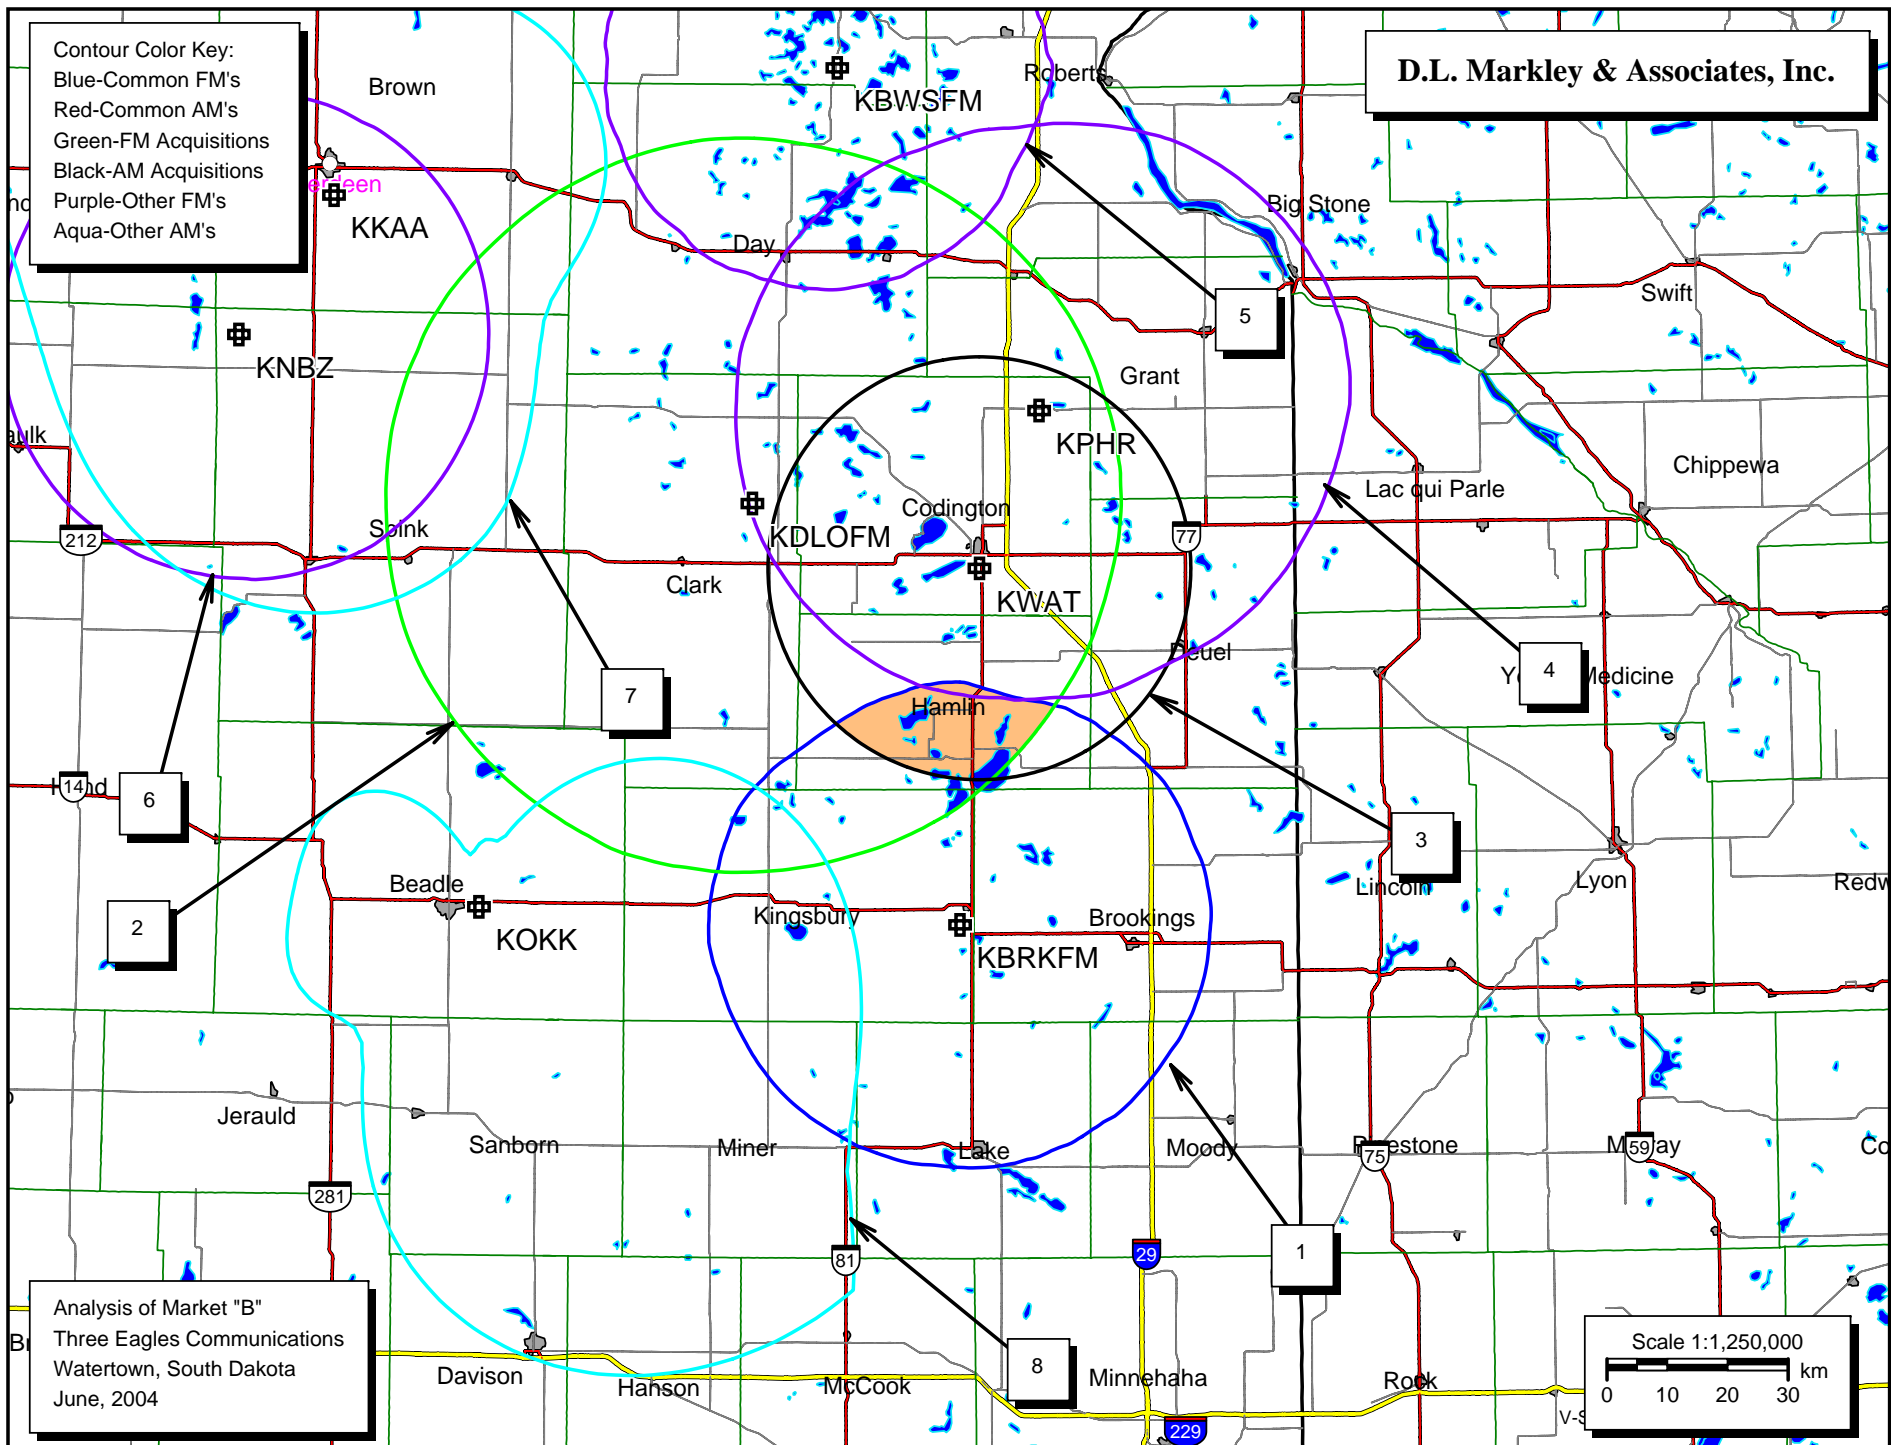 Contour Color Key:
Blue-Common FM's
Red-Common AM's
Green-FM Acquisitions
Black-AM Acquisitions
Purple-Other FM's
Aqua-Other AM's
D.L. Markley & Associates, Inc.
Brown
Roberts
KBWSFM
erdeen
KKAA
Big Stone
Day
Swift
5
KNBZ
Grant
aulk
KPHR
Chippewa
Lac qui Parle
Codington
Spink
212
77
KDLOFM
Clark
KWAT
Deuel
4
Medicine
7
Hamlin
14
6
3
Beadle
Lincoln
Lyon
Redw
Kingsbury
Brookings
2
KOKK
KBRKFM
Jerauld
Sanborn
Miner
Lake
Moody
75
59
Co
281
81
29
1
Analysis of Market "B"
Three Eagles Communications
Watertown, South Dakota
June, 2004
Scale 1:1,250,000
km
0 10 20 30
8
Davison
Hanson
McCook
Minnehaha
Rock
V-S
229